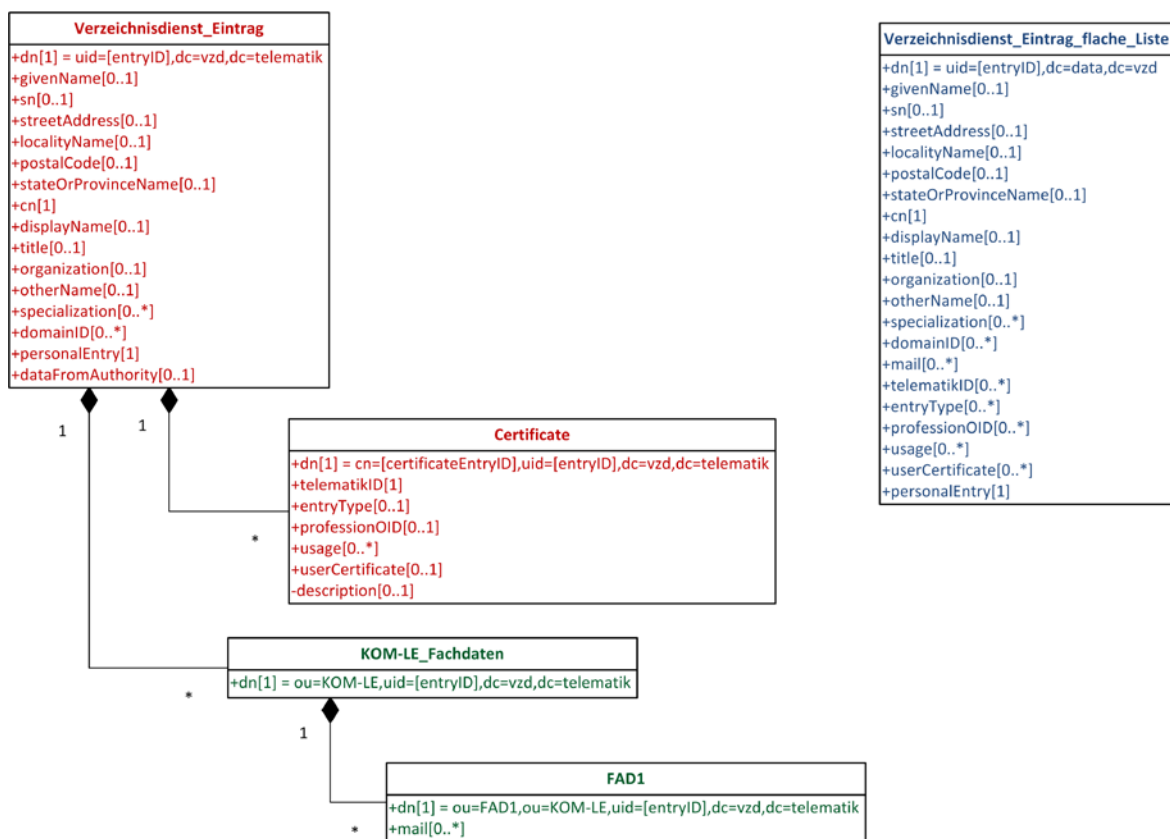 Verzeichnisdienst_Eintrag
+dn[1] = uid=[entryID],dc=vzd,dc=telematik
+givenName[0..1]
+sn[0..1]
+streetAddress[0..1]
+localityName[0..1]
+postalCode[0..1]
+stateOrProvinceName[0..1]
+cn[1]
+displayName[0..1]
+title[0..1]
+organization[0..1]
+otherName[0..1]
+specialization[0..*]
+domainID[0..*]
+personalEntry[1]
+dataFromAuthority[0..1]
Verzeichnisdienst_Eintrag_flache_Liste
+dn[1] = uid=[entryID],dc=data,dc=vzd
+givenName[0..1]
+sn[0..1]
+streetAddress[0..1]
+localityName[0..1]
+postalCode[0..1]
+stateOrProvinceName[0..1]
+cn[1]
+displayName[0..1]
+title[0..1]
+organization[0..1]
+otherName[0..1]
+specialization[0..*]
+domainID[0..*]
+mail[0..*]
+telematikID[0..*]
+entryType[0..*]
+professionOID[0..*]
+usage[0..*]
+userCertificate[0..*]
+personalEntry[1]
1
1
Certificate
+dn[1] = cn=[certificateEntryID],uid=[entryID],dc=vzd,dc=telematik
+telematikID[1]
+entryType[0..1]
+professionOID[0..1]
+usage[0..*]
+userCertificate[0..1]
-description[0..1]
*
KOM-LE_Fachdaten
+dn[1] = ou=KOM-LE,uid=[entryID],dc=vzd,dc=telematik
*
1
FAD1
+dn[1] = ou=FAD1,ou=KOM-LE,uid=[entryID],dc=vzd,dc=telematik
+mail[0..*]
*